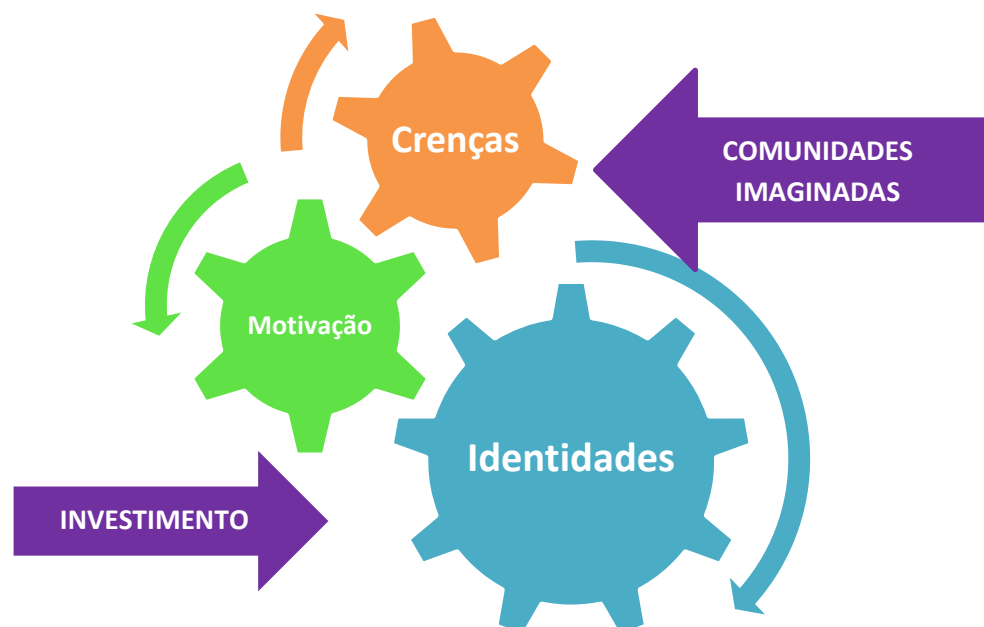 Crenças
COMUNIDADES
IMAGINADAS
Motivação
Identidades
INVESTIMENTO